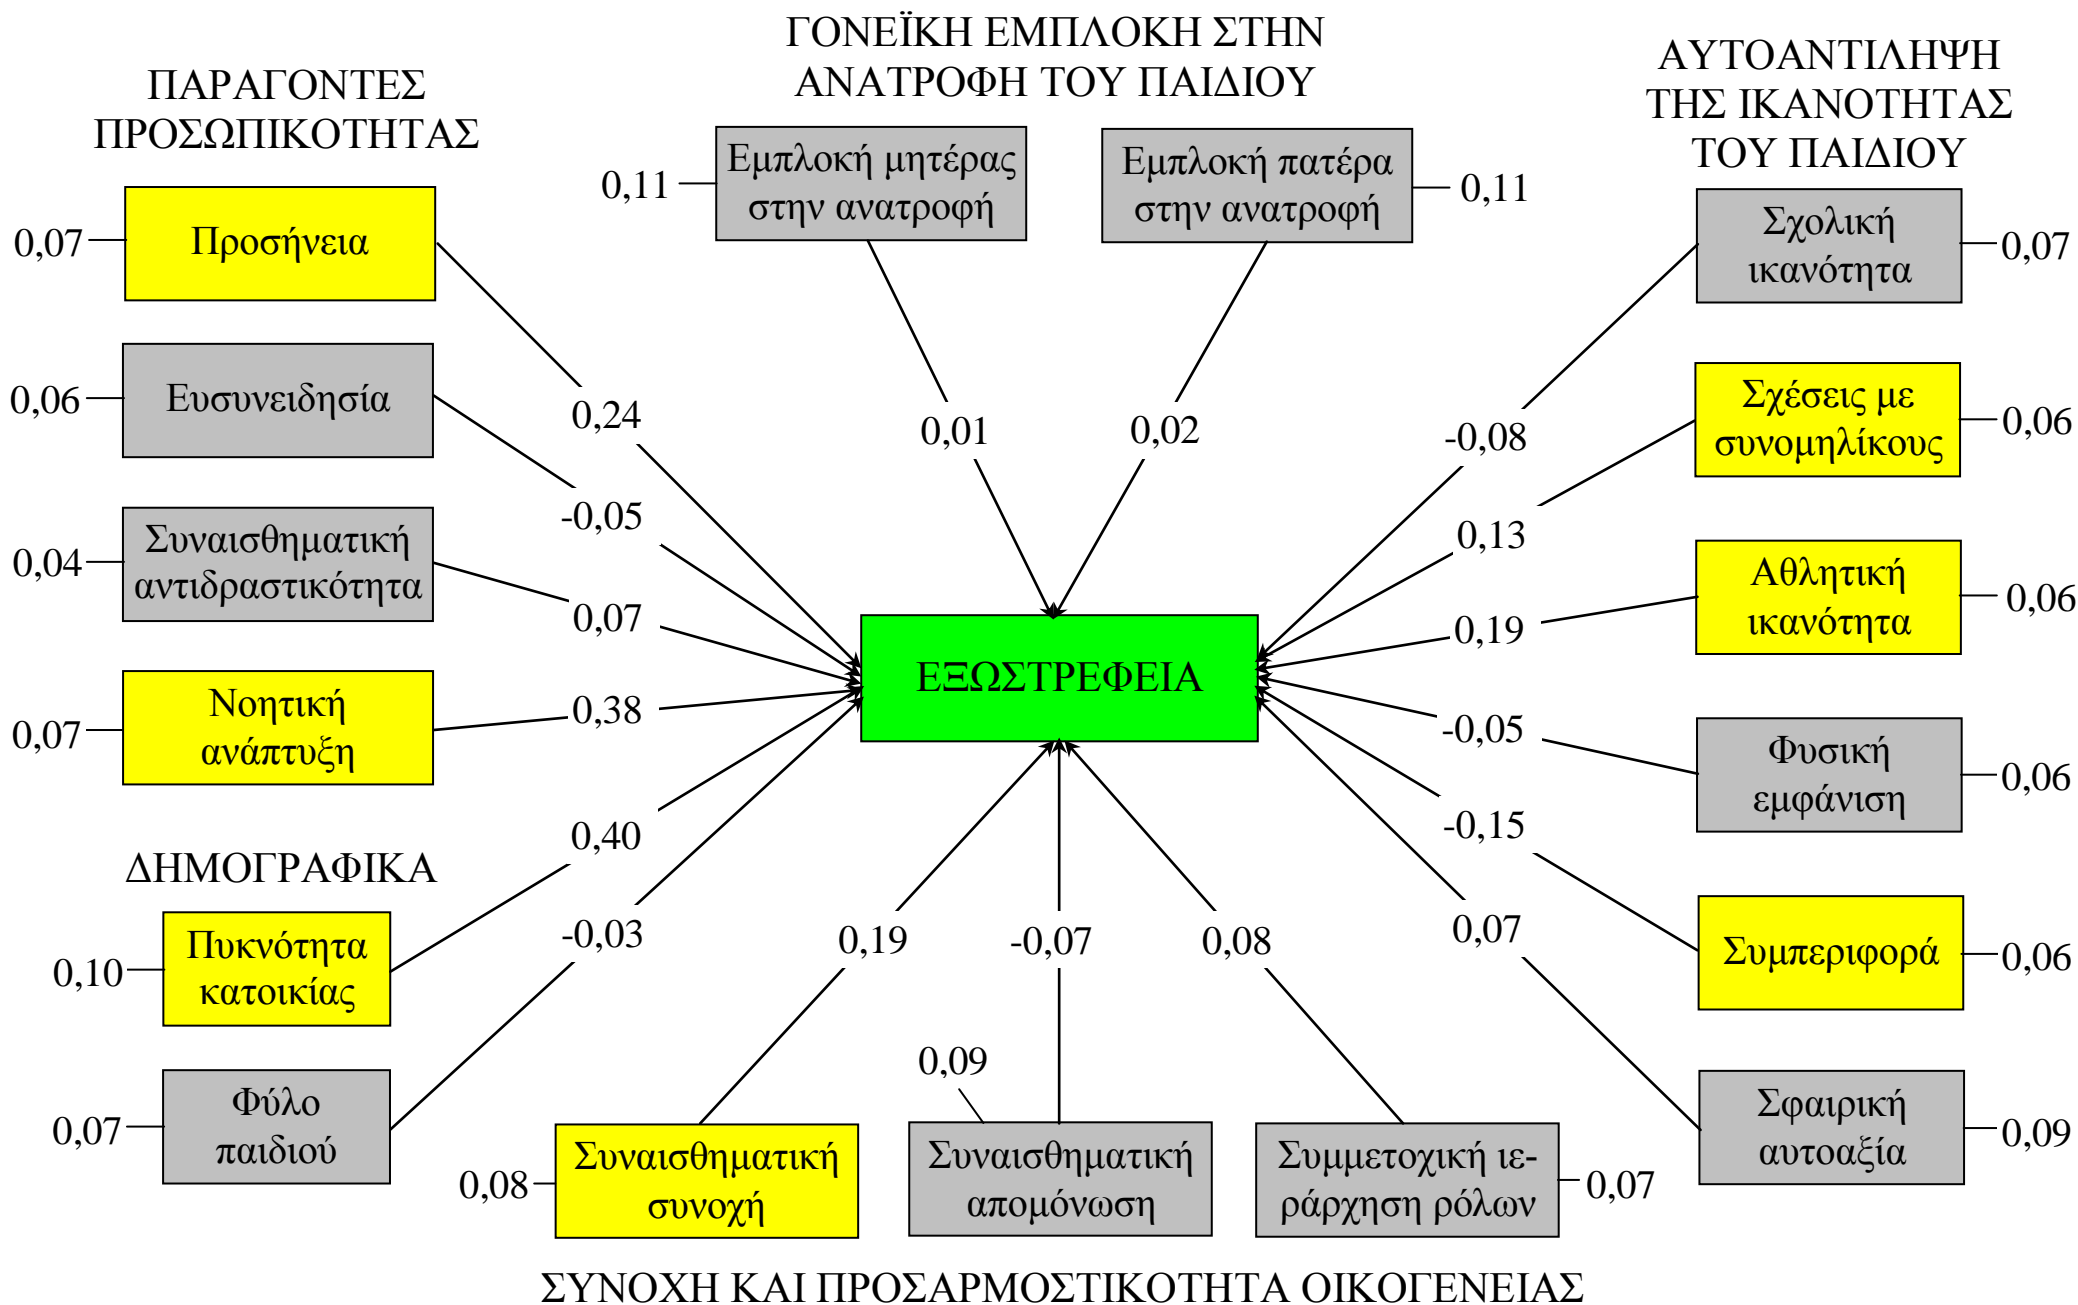 ΓΟΝΕΪΚΗ ΕΜΠΛΟΚΗ ΣΤΗΝ
ΑΝΑΤΡΟΦΗ ΤΟΥ ΠΑΙΔΙΟΥ
ΠΑΡΑΓΟΝΤΕΣ
ΠΡΟΣΩΠΙΚΟΤΗΤΑΣ
ΑΥΤΟΑΝΤΙΛΗΨΗ
ΤΗΣ ΙΚΑΝΟΤΗΤΑΣ
ΤΟΥ ΠΑΙΔΙΟΥ
0,11
Εμπλοκή μητέρας
στην ανατροφή
Εμπλοκή πατέρα
στην ανατροφή
0,11
0,07
Προσήνεια
Σχολική
ικανότητα
0,07
0,06
Ευσυνειδησία
0,24
0,01
0,02
-0,08
Σχέσεις με
συνομηλίκους
0,06
-0,05
0,13
0,04
Συναισθηματική
αντιδραστικότητα
0,07
0,19
Αθλητική
ικανότητα
0,06
ΕΞΩΣΤΡΕΦΕΙΑ
0,07
Νοητική
ανάπτυξη
0,38
-0,05
Φυσική
εμφάνιση
0,06
0,40
-0,15
ΔΗΜΟΓΡΑΦΙΚΑ
0,10
Πυκνότητα
κατοικίας
-0,03
0,19
-0,07
0,08
0,07
Συμπεριφορά
0,06
0,07
Φύλο
παιδιού
0,09
Σφαιρική
αυτοαξία
0,09
0,08
Συναισθηματική
συνοχή
Συναισθηματική
απομόνωση
Συμμετοχική ιε-
ράρχηση ρόλων
0,07
ΣΥΝΟΧΗ ΚΑΙ ΠΡΟΣΑΡΜΟΣΤΙΚΟΤΗΤΑ ΟΙΚΟΓΕΝΕΙΑΣ